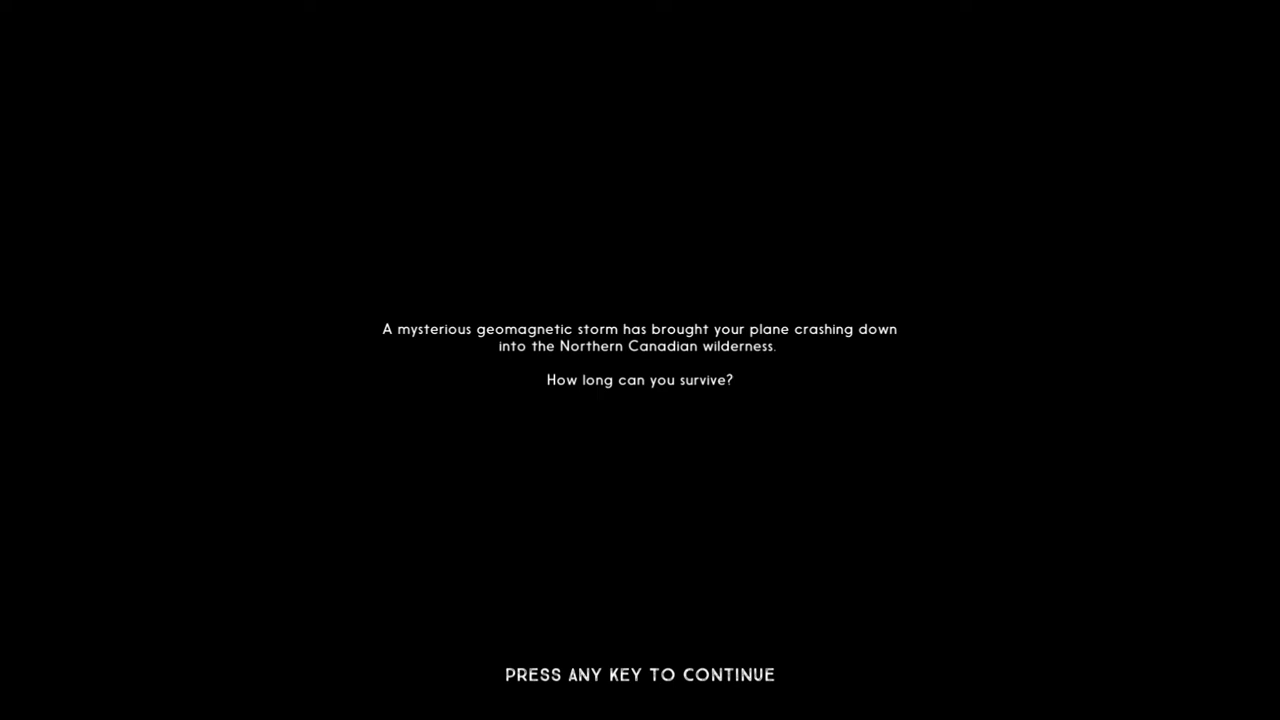 A mysterious geomagnetic storm has brought your plane crashing down
into the Northern Canadian wilderness.
How long can you survive?
PRESS ANY KEY TO CONTINUE